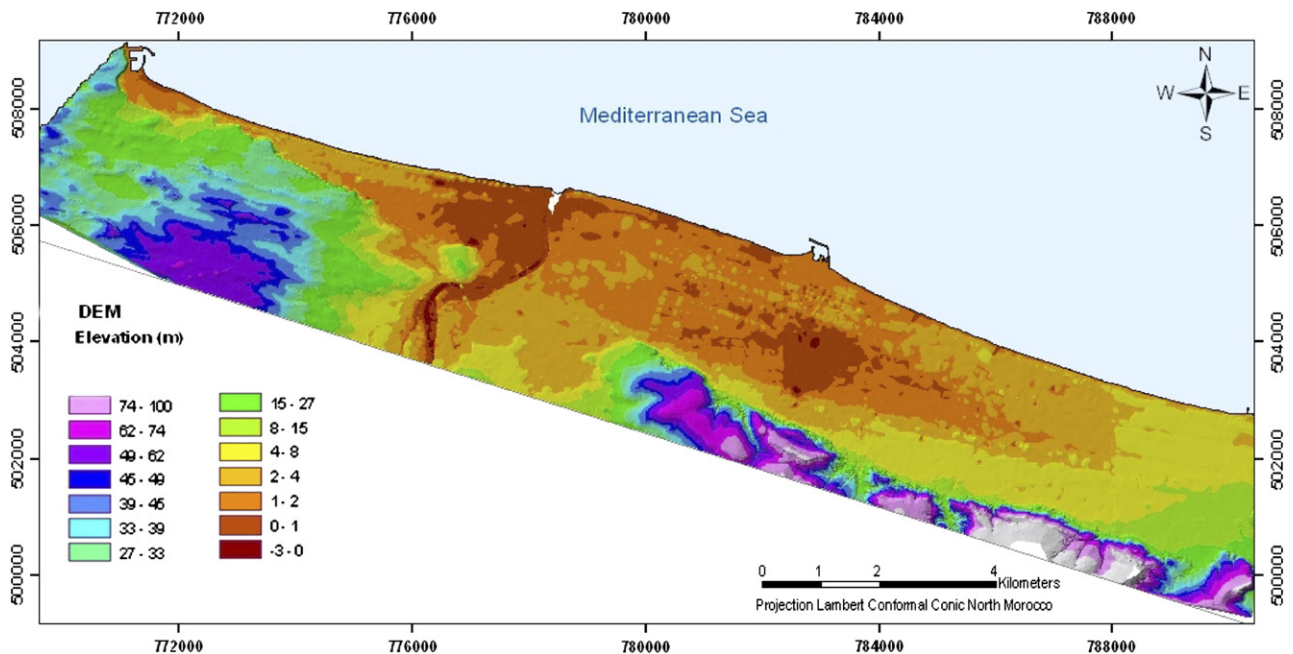 772000 776000 780000 784000 788000
N
W E
S
Mediterranean Sea
508000 508000
506000 506000
504000 504000
502000 502000
500000 500000
DEM
Elevation (m)
74 - 100 15 - 27
62 - 74 8 - 15
49 - 62 4 - 8
45 - 49 2 - 4
39 - 45 1 - 2
33 - 39 0 - 1
27 - 33 -3 - 0
0 1 2 4
Kilometers
Projection Lambert Conformal Conic North Morocco
772000 776000 780000 784000 788000